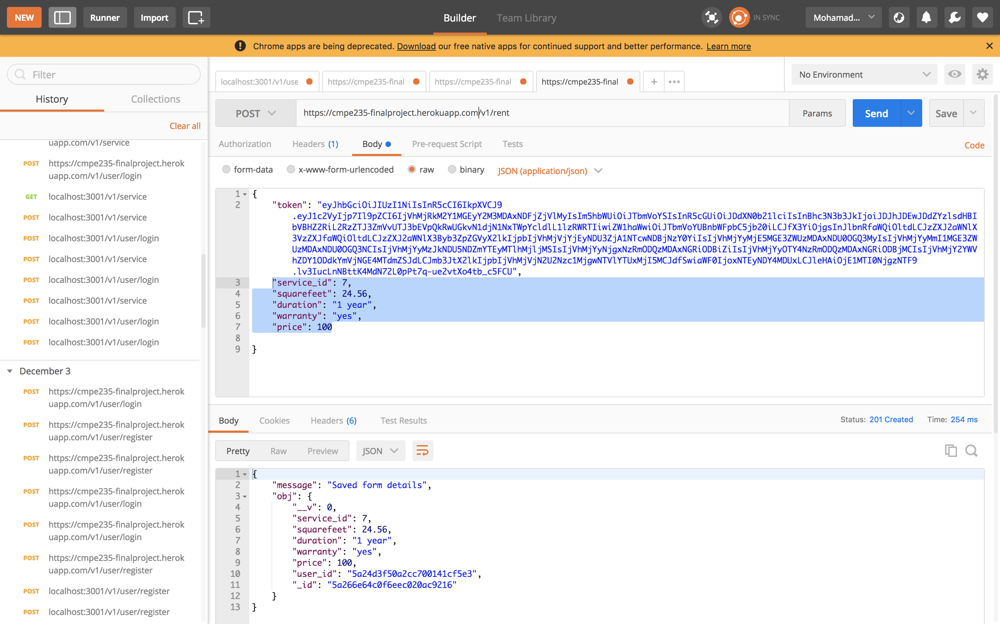 NEW
Runner
Import
Builder
Team Library
IN SYNC
Mohamad...
Chrome apps are being deprecated. Download our free native apps for continued support and better performance. Learn more
Filter
History
Collections
Clear all
uapp.com/v1/service
POST https://cmpe235-finalproject.herok
uapp.com/v1/user/login
GET localhost:3001/v1/service
POST localhost:3001/v1/service
POST localhost:3001/v1/user/login
POST localhost:3001/v1/service
POST localhost:3001/v1/user/login
POST localhost:3001/v1/service
POST localhost:3001/v1/user/login
POST localhost:3001/v1/user/login
December 3
POST https://cmpe235-finalproject.herok
uapp.com/v1/user/login
POST https://cmpe235-finalproject.herok
uapp.com/v1/user/register
POST https://cmpe235-finalproject.herok
uapp.com/v1/user/register
POST https://cmpe235-finalproject.herok
uapp.com/v1/user/login
POST https://cmpe235-finalproject.herok
uapp.com/v1/user/login
POST https://cmpe235-finalproject.herok
uapp.com/v1/user/register
POST localhost:3001/v1/user/register
POST localhost:3001/v1/user/register
localhost:3001/v1/use
https://cmpe235-final
https://cmpe235-final
https://cmpe235-final
No Environment
POST
https://cmpe235-finalproject.herokuapp.com/v1/rent
Params
Send
Save
Authorization
Headers (1)
Body
Pre-request Script
Tests
Code
form-data
x-www-form-urlencoded
raw
binary
JSON (application/json)
1 {
2 "token": "eyJhbGciOiJIUzI1NiIsInR5cCI6IkpXVCJ9
3 "service_id": 7,
4 "squarefeet": 24.56,
5 "duration": "1 year",
6 "warranty": "yes",
7 "price": 100
8
9 }
Body
Cookies
Headers (6)
Test Results
Status: 201 Created
Time: 254 ms
Pretty
Raw
Preview
JSON
1 {
2 "message": "Saved form details",
3 "obj": {
4 "__v": 0,
5 "service_id": 7,
6 "squarefeet": 24.56,
7 "duration": "1 year",
8 "warranty": "yes",
9 "price": 100,
10 "user_id": "5a24d3f50a2cc700141cf5e3",
11 "_id": "5a266e64c0f6eec020ac9216"
12 }
13 }